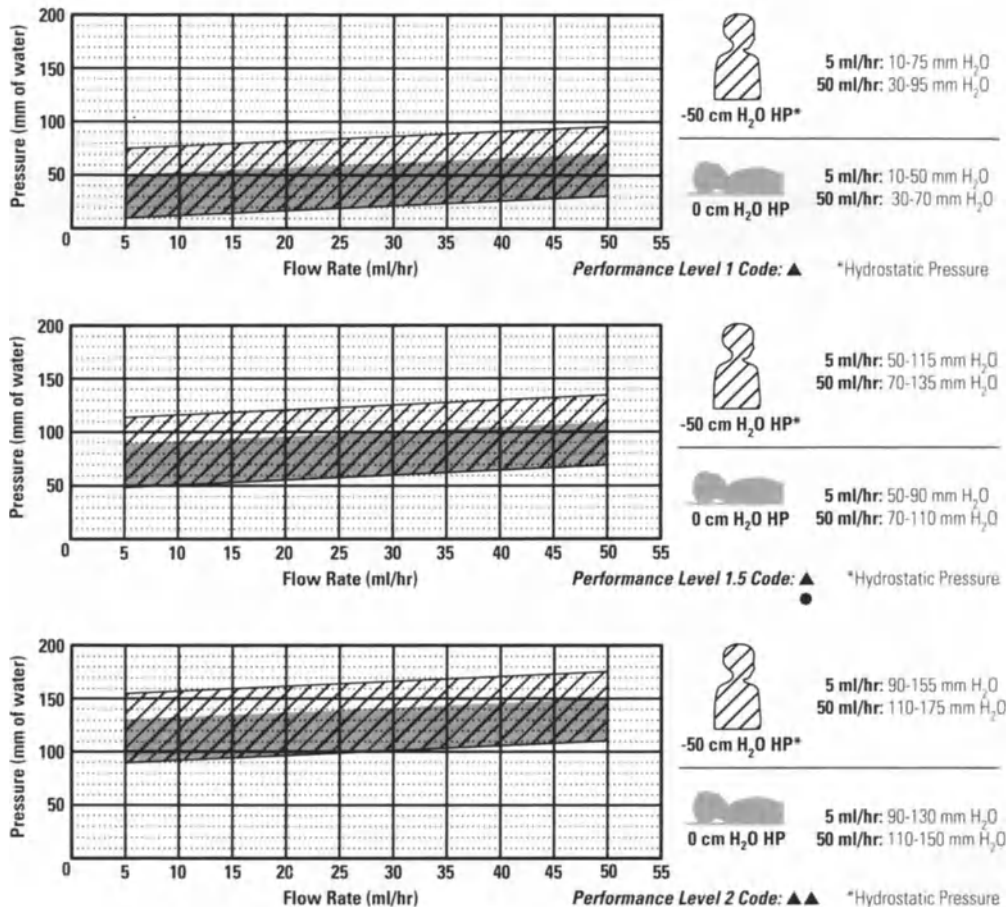 200
150
100
50
0
Pressure (mm of water)
5 10 15 20 25 30 35 40 45 50 55
Flow Rate (ml/hr)
-50 cm H₂O HP*
5 ml/hr: 10-75 mm H₂O
50 ml/hr: 30-95 mm H₂O
0 cm H₂O HP
5 ml/hr: 10-50 mm H₂O
50 ml/hr: 30-70 mm H₂O
Performance Level 1 Code: ▲ *Hydrostatic Pressure
200
150
100
50
0
Pressure (mm of water)
5 10 15 20 25 30 35 40 45 50 55
Flow Rate (ml/hr)
-50 cm H₂O HP*
5 ml/hr: 50-115 mm H₂O
50 ml/hr: 70-135 mm H₂O
0 cm H₂O HP
5 ml/hr: 50-90 mm H₂O
50 ml/hr: 70-110 mm H₂O
Performance Level 1.5 Code: ▲ *Hydrostatic Pressure
●
200
150
100
50
0
Pressure (mm of water)
5 10 15 20 25 30 35 40 45 50 55
Flow Rate (ml/hr)
-50 cm H₂O HP*
5 ml/hr: 90-155 mm H₂O
50 ml/hr: 110-175 mm H₂O
0 cm H₂O HP
5 ml/hr: 90-130 mm H₂O
50 ml/hr: 110-150 mm H₂O
Performance Level 2 Code: ▲▲ *Hydrostatic Pressure